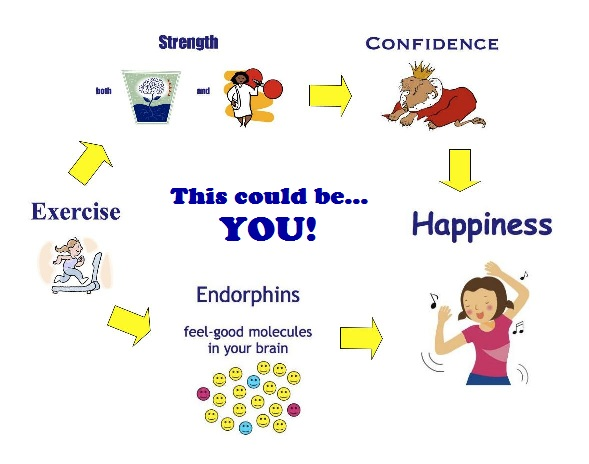 Strength
CONFIDENCE
both
and
This could be...
YOU!
Exercise
Happiness
Endorphins
feel-good molecules
in your brain